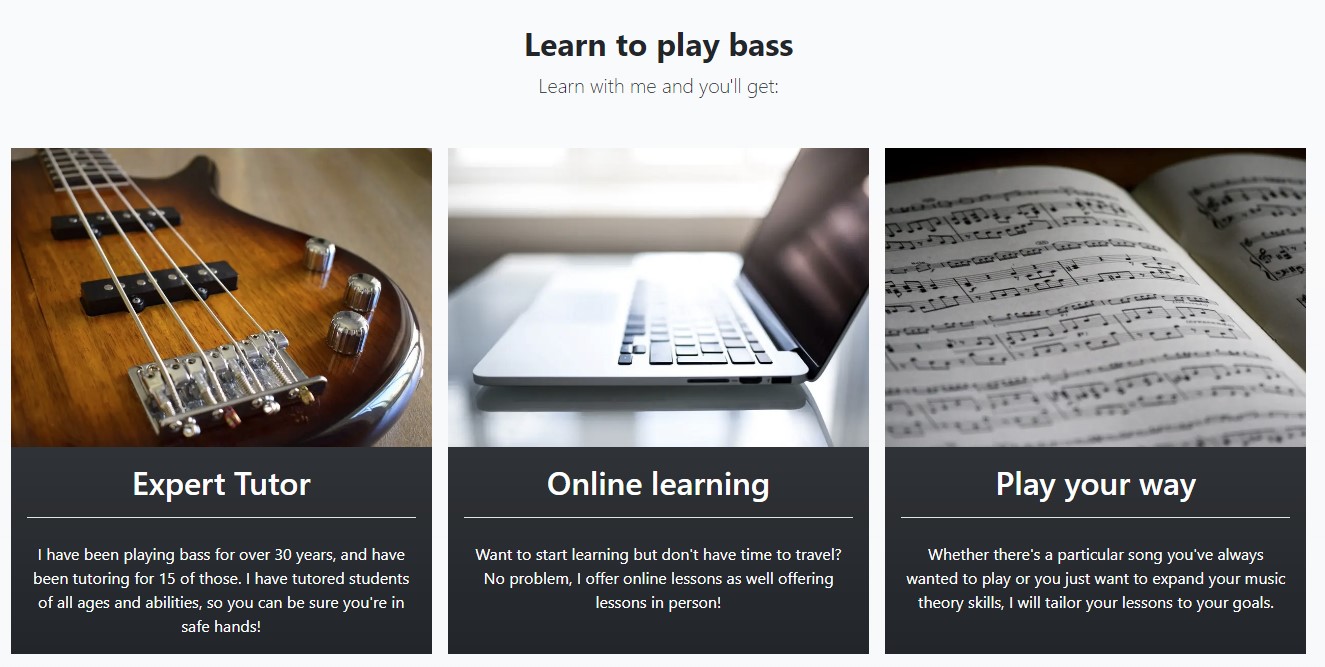 Learn to play bass
Learn with me and you'll get:
Expert Tutor
I have been playing bass for over 30 years, and have
been tutoring for 15 of those. I have tutored students
of all ages and abilities, so you can be sure you're in
safe hands!
Online learning
Want to start learning but don't have time to travel?
No problem, I offer online lessons as well offering
lessons in person!
Play your way
Whether there's a particular song you've always
wanted to play or you just want to expand your music
theory skills, I will tailor your lessons to your goals.